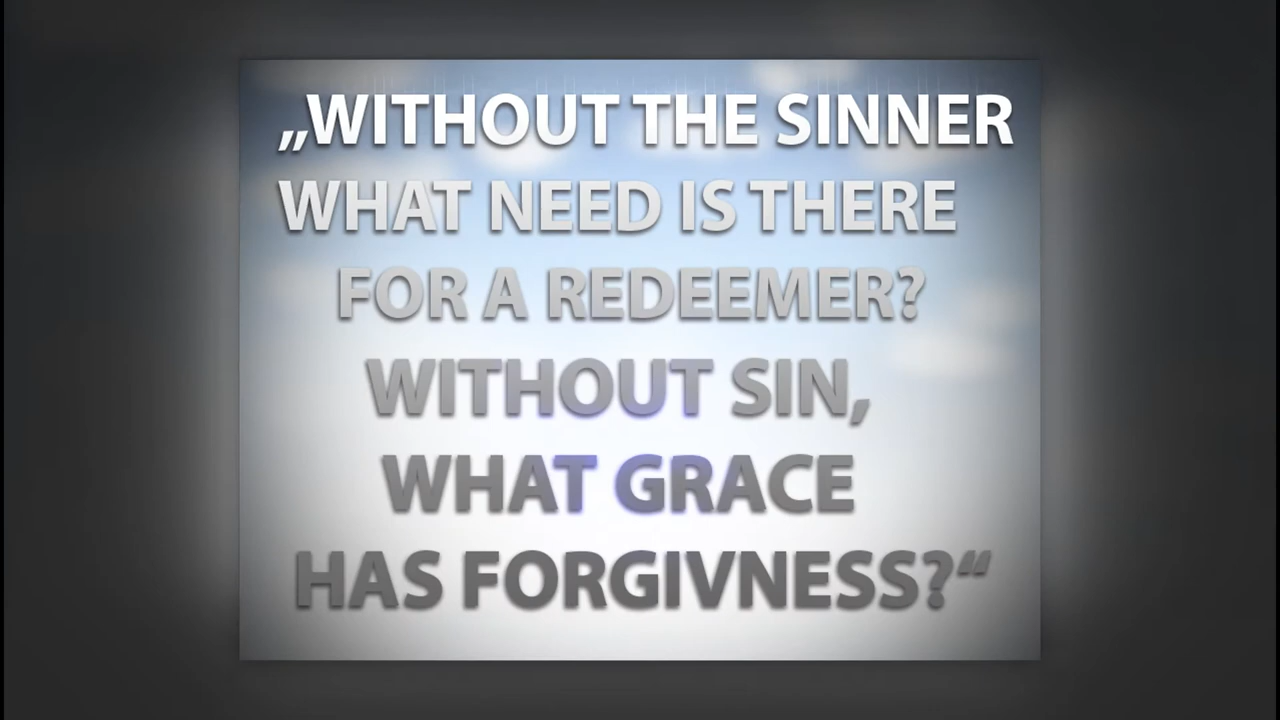 „WITHOUT THE SINNER
WHAT NEED IS THERE
FOR A REDEEMER?
WITHOUT SIN,
WHAT GRACE
HAS FORGIVNESS?“